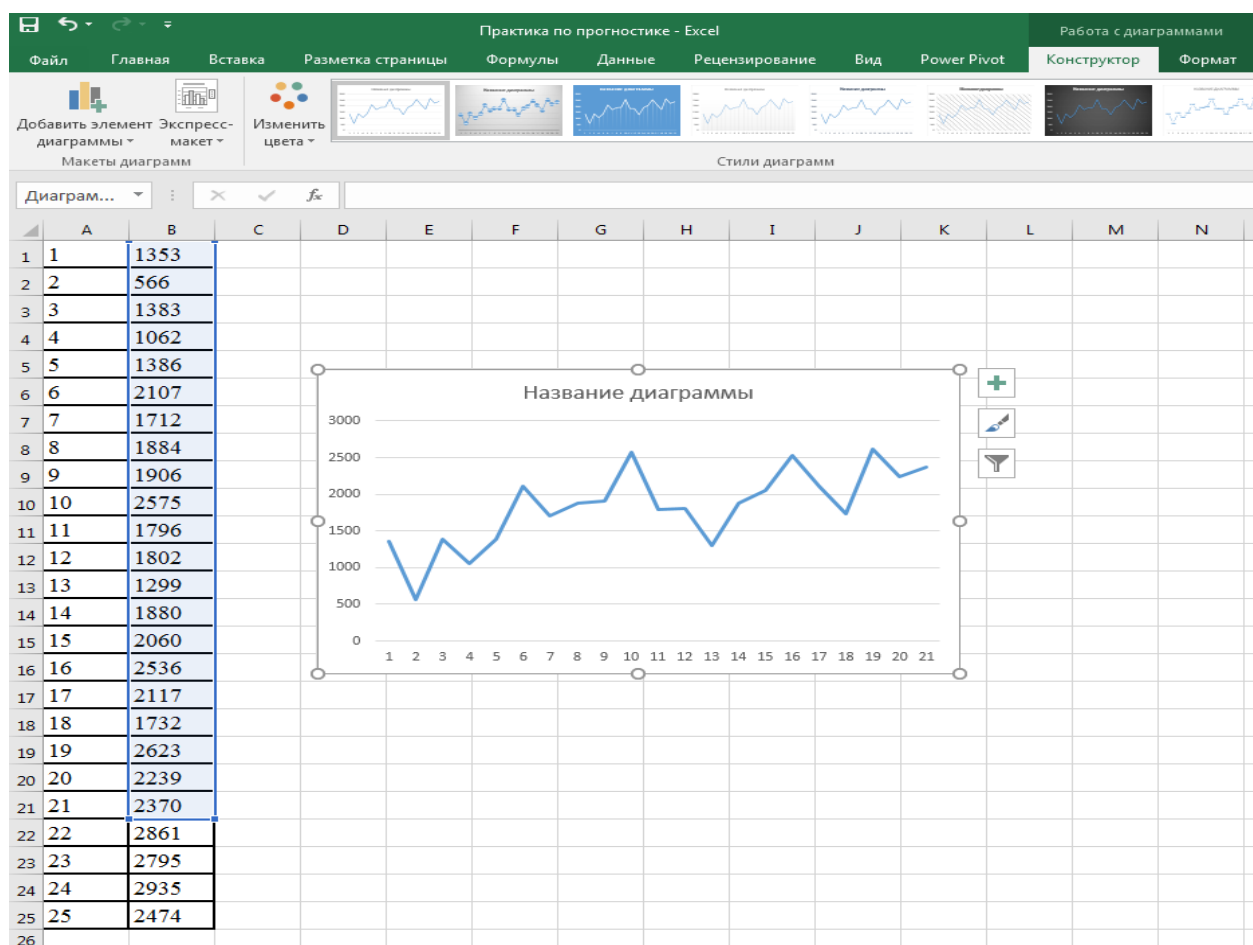 Практика по прогностике - Excel
Работа с диаграммами
Файл Главная Вставка Разметка страницы Формулы Данные Рецензирование Вид Power Pivot Конструктор Формат
Добавить элемент диаграммы
Экспресс-макет
Изменить цвета
Макеты диаграмм
Стили диаграмм
Диаграм...
fx
A B C D E F G H I J K L M N
1 1 1353
2 2 566
3 3 1383
4 4 1062
5 5 1386
6 6 2107
7 7 1712
8 8 1884
9 9 1906
10 10 2575
11 11 1796
12 12 1802
13 13 1299
14 14 1880
15 15 2060
16 16 2536
17 17 2117
18 18 1732
19 19 2623
20 20 2239
21 21 2370
22 22 2861
23 23 2795
24 24 2935
25 25 2474
26
Название диаграммы
3000
2500
2000
1500
1000
500
0
1 2 3 4 5 6 7 8 9 10 11 12 13 14 15 16 17 18 19 20 21